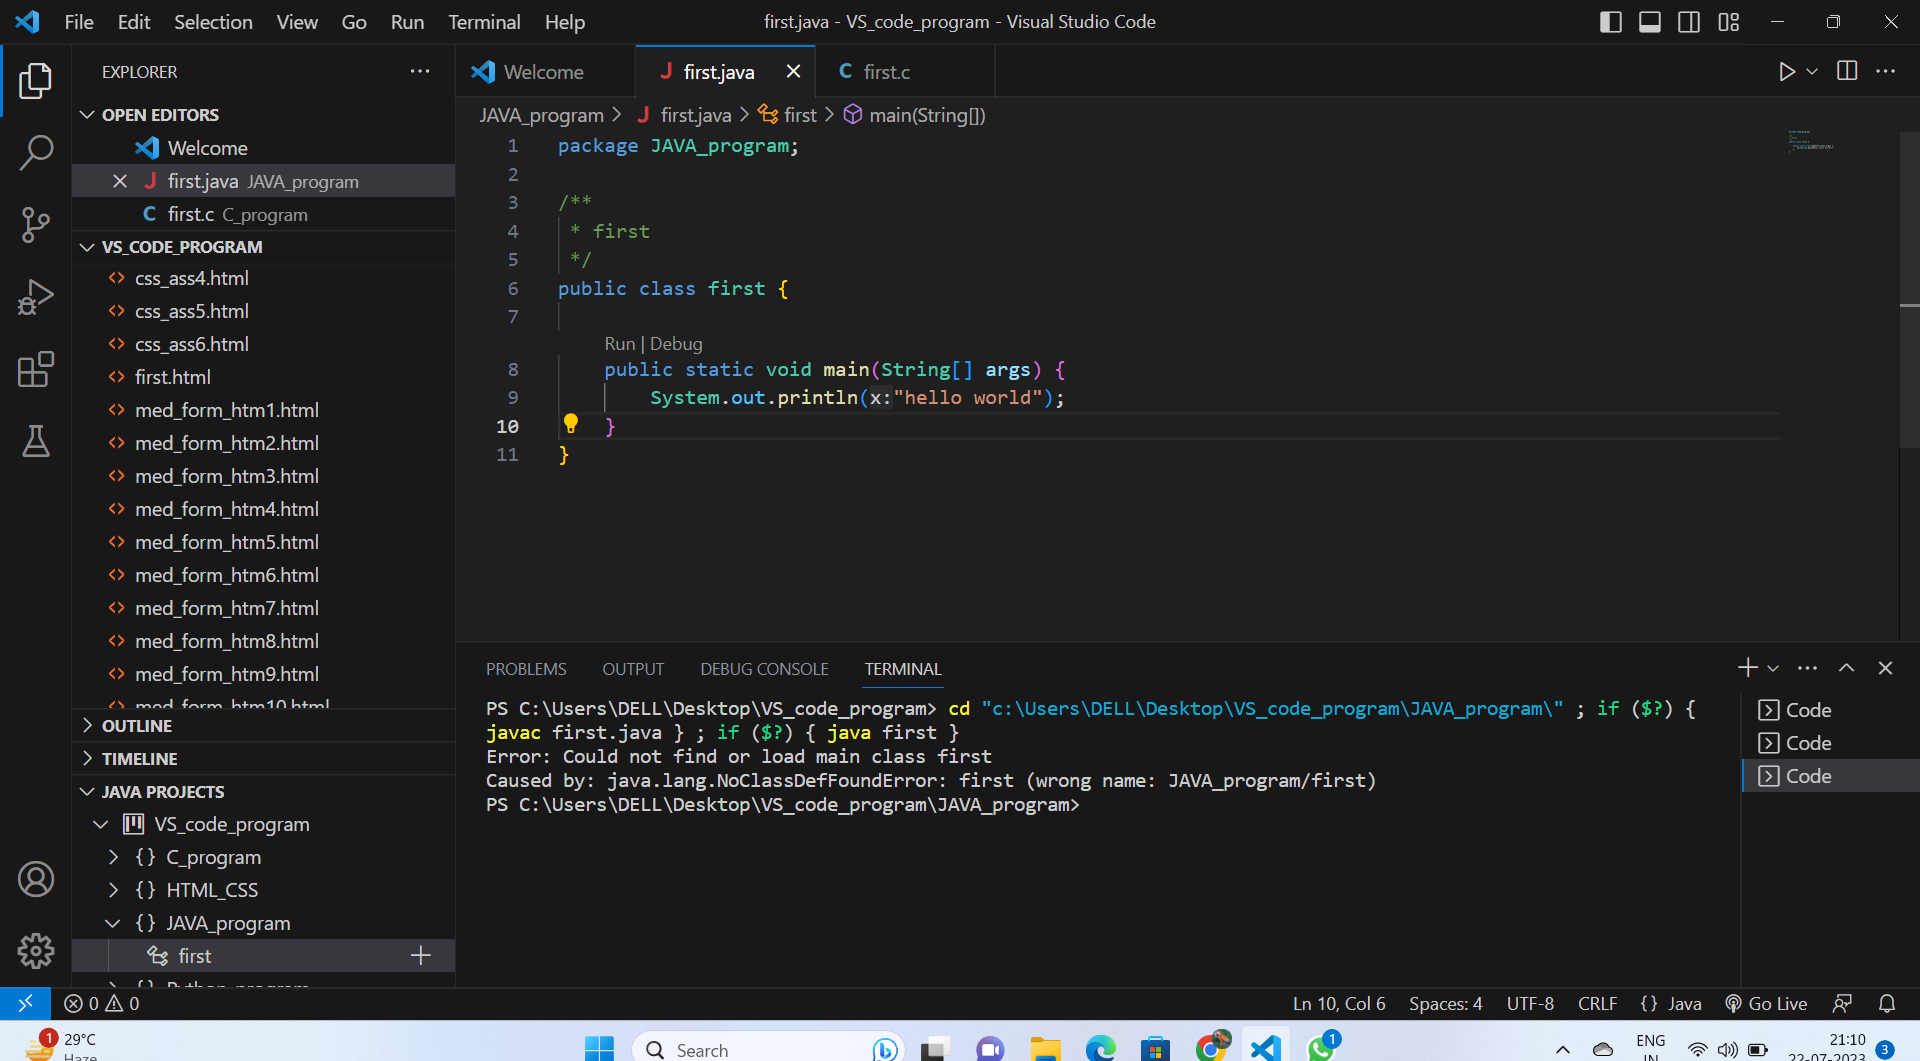 File Edit Selection View Go Run Terminal Help
first.java - VS_code_program - Visual Studio Code
EXPLORER
OPEN EDITORS
Welcome
first.java JAVA_program
first.c C_program
VS_CODE_PROGRAM
css_ass4.html
css_ass5.html
css_ass6.html
first.html
med_form_htm1.html
med_form_htm2.html
med_form_htm3.html
med_form_htm4.html
med_form_htm5.html
med_form_htm6.html
med_form_htm7.html
med_form_htm8.html
med_form_htm9.html
med_form_htm10.html
OUTLINE
TIMELINE
JAVA PROJECTS
VS_code_program
{} C_program
{} HTML_CSS
{} JAVA_program
first
{} Python_program
Welcome J first.java C first.c
JAVA_program > J first.java > first > main(String[])
1 package JAVA_program;
2
3 /**
4 * first
5 */
6 public class first {
7
Run | Debug
8 public static void main(String[] args) {
9 System.out.println(x:"hello world");
10 }
11 }
PROBLEMS OUTPUT DEBUG CONSOLE TERMINAL
PS C:\Users\DELL\Desktop\VS_code_program> cd "c:\Users\DELL\Desktop\VS_code_program\JAVA_program\" ; if ($?) {
javac first.java } ; if ($?) { java first }
Error: Could not find or load main class first
Caused by: java.lang.NoClassDefFoundError: first (wrong name: JAVA_program/first)
PS C:\Users\DELL\Desktop\VS_code_program\JAVA_program>
Code
Code
Code
0 0
Ln 10, Col 6 Spaces: 4 UTF-8 CRLF {} Java Go Live
1
29°C
Haze
Search
1
ENG
IN
21:10
22-07-2023
3